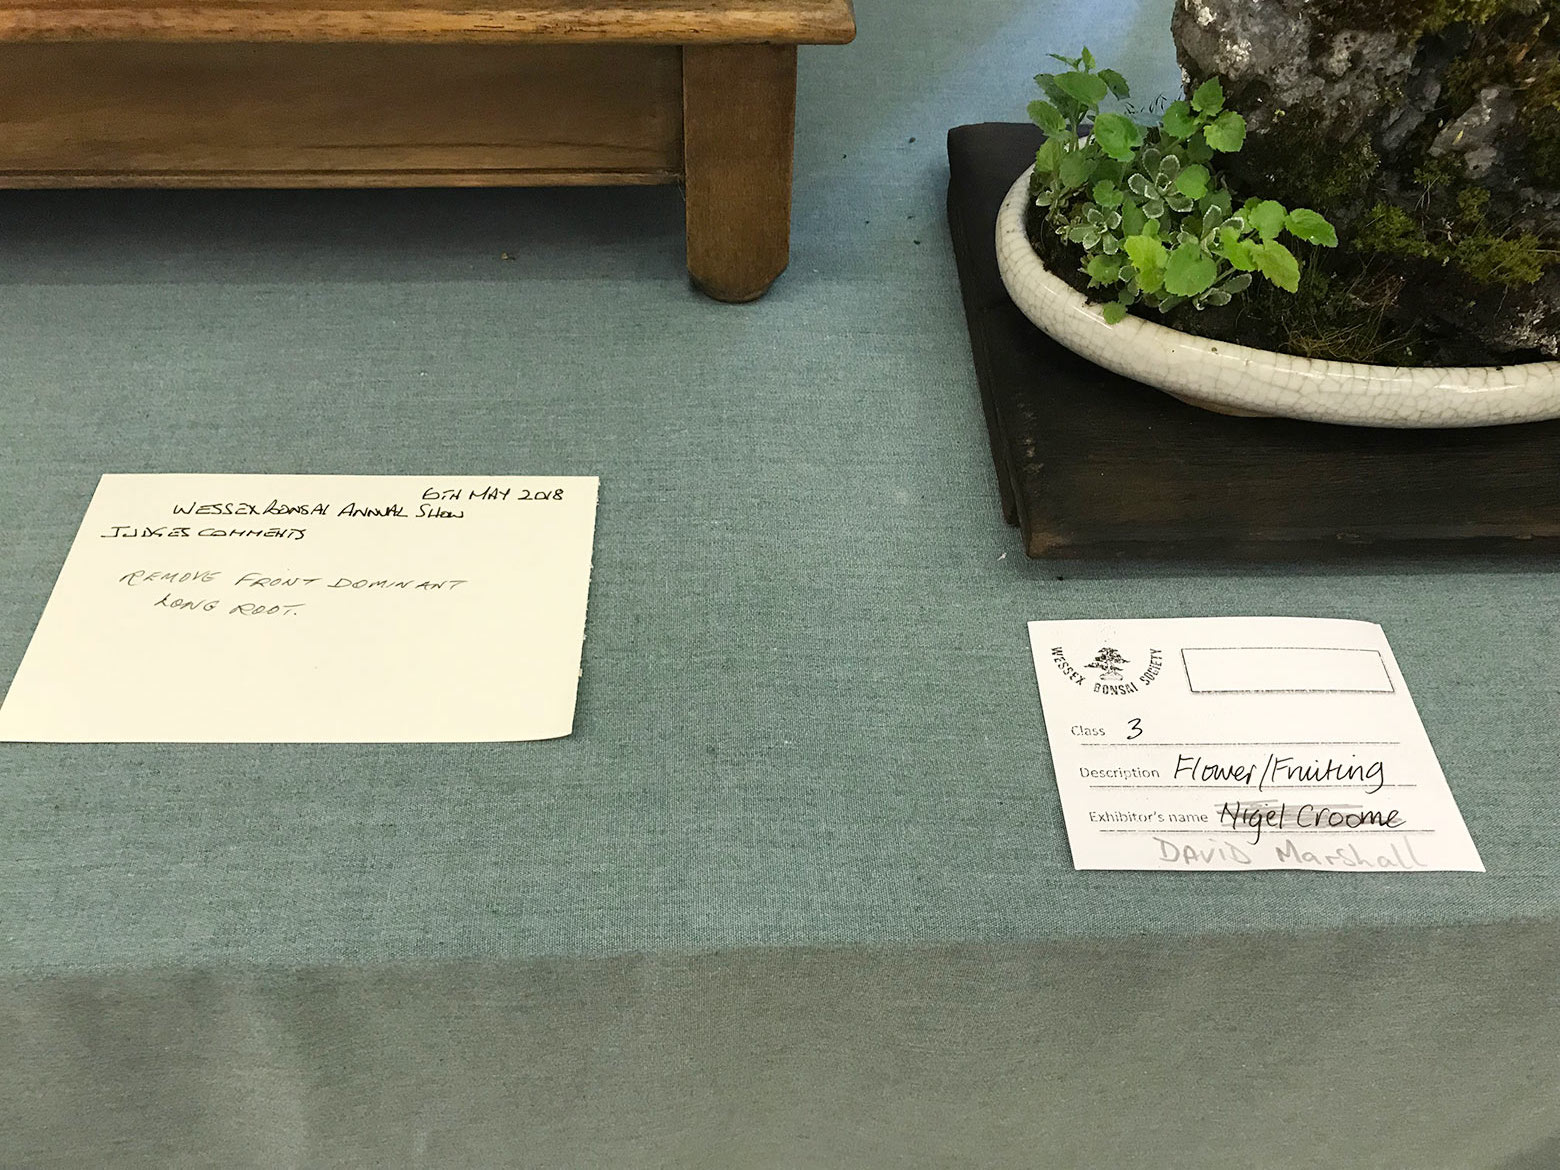 6TH MAY 2018
WESSEX BONSAI ANNUAL SHOW
JUDGES COMMENTS
REMOVE FRONT DOMINANT
LONG ROOT.
WESSEX BONSAI SOCIETY
Class 3
Description Flower/Fruiting
Exhibitor's name Nigel Croome
DAVID Marshall